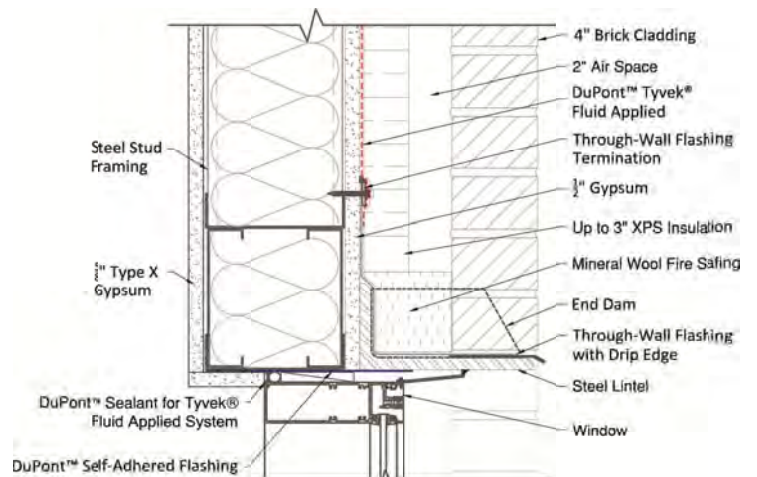 4" Brick Cladding
2" Air Space
DuPont™ Tyvek®
Fluid Applied
Through-Wall Flashing
Termination
½" Gypsum
Up to 3" XPS Insulation
Mineral Wool Fire Safing
End Dam
Through-Wall Flashing
with Drip Edge
Steel Lintel
Window
Steel Stud
Framing
" Type X
Gypsum
DuPont™ Sealant for Tyvek®
Fluid Applied System
DuPont™ Self-Adhered Flashing